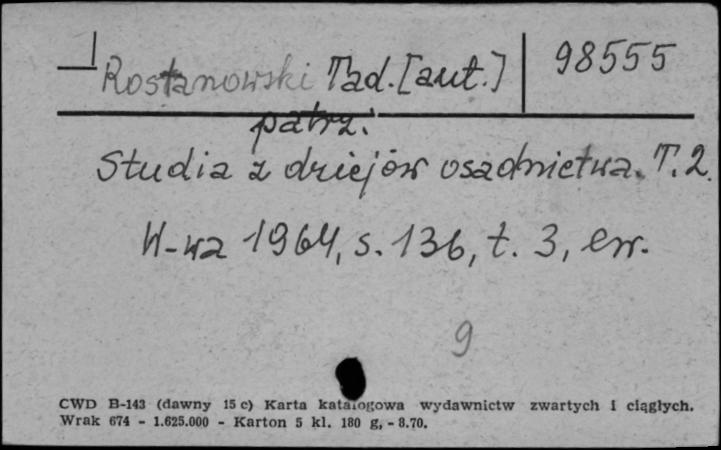 Rostanowski Tad. [aut.] 98555
patrz:
Studia z dziejów osadnictwa. T. 2.
W-wa 1964, s. 136, t. 3, err.
9
CWD B-143 (dawny 15 c) Karta katalogowa wydawnictw zwartych i ciągłych.
Wrak 674 - 1.625.000 - Karton 5 kl. 180 g, - 8.70.